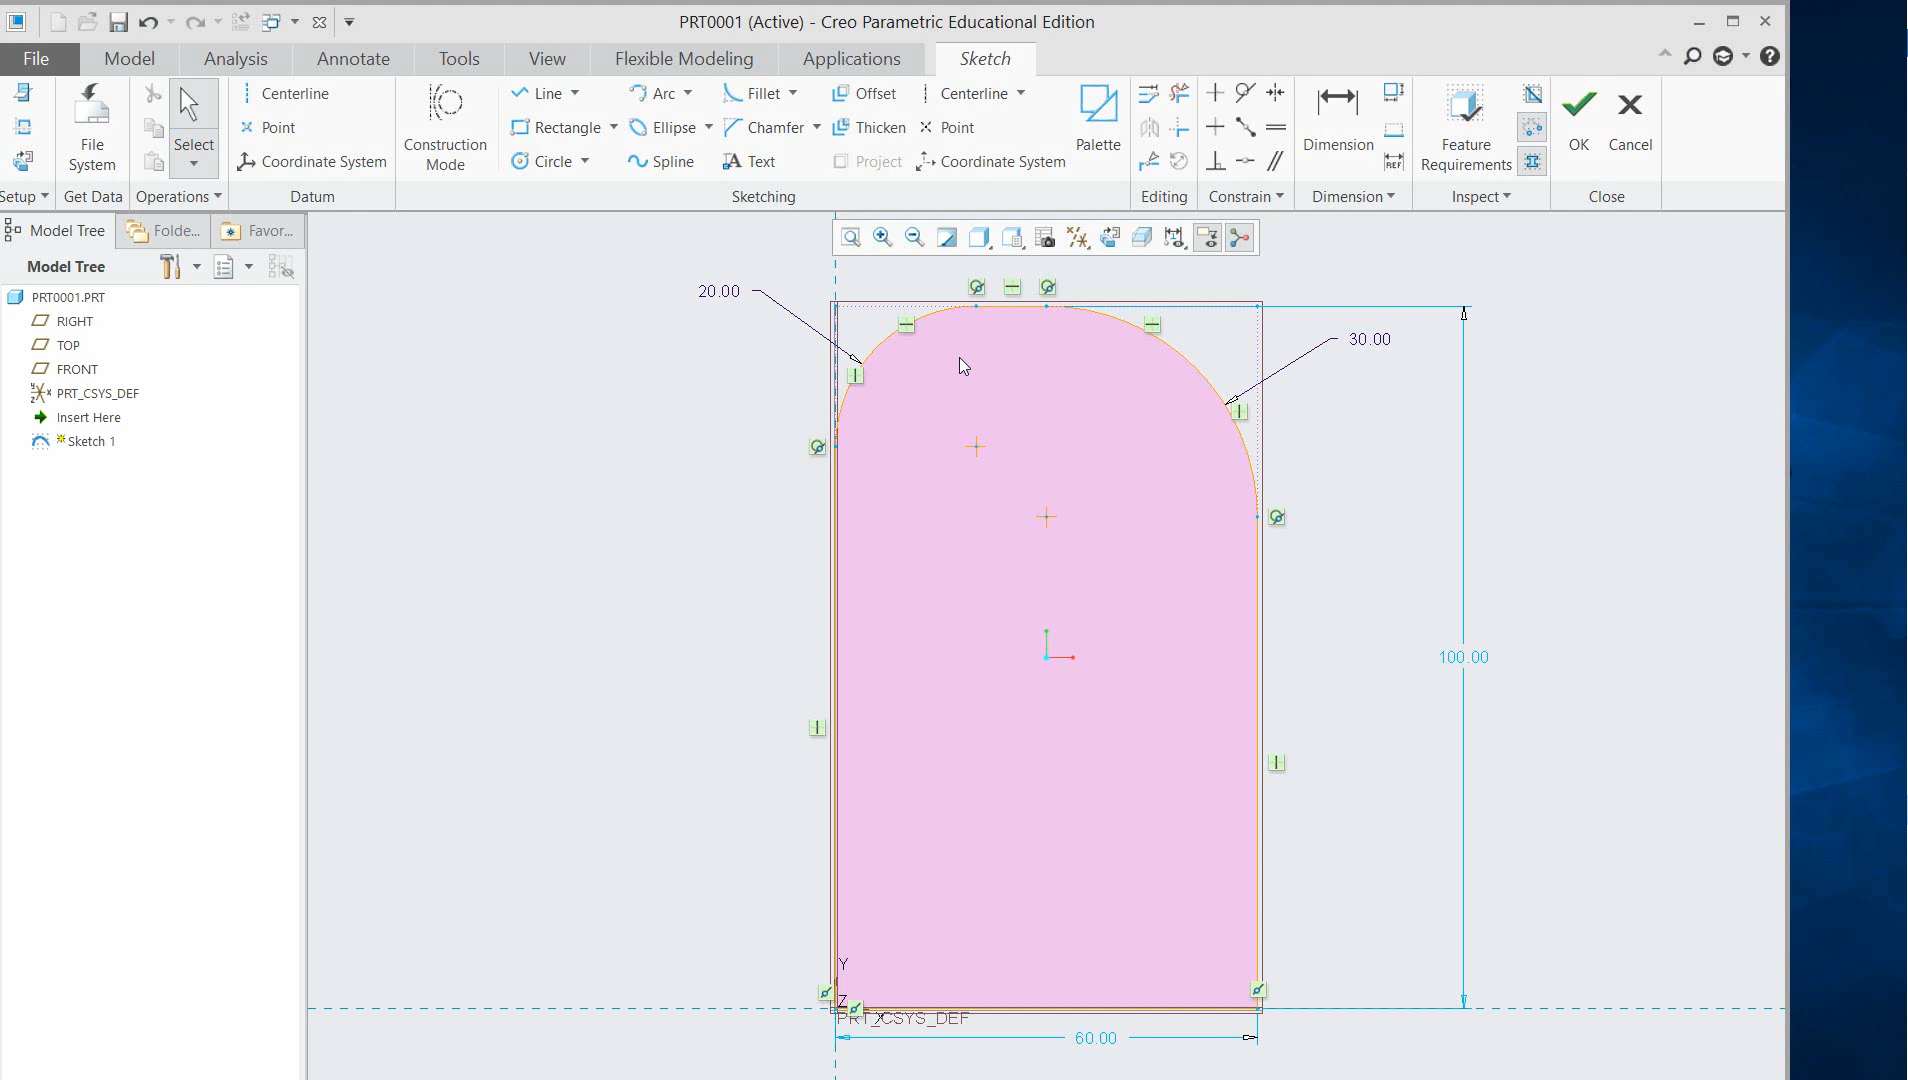 PRT0001 (Active) - Creo Parametric Educational Edition
File Model Analysis Annotate Tools View Flexible Modeling Applications Sketch
Centerline Line Arc Fillet Offset Centerline
Point Rectangle Ellipse Chamfer Thicken Point
File System Select Construction Mode Palette Dimension Feature Requirements OK Cancel
Coordinate System Circle Spline Text Project Coordinate System
Setup Get Data Operations Datum Sketching Editing Constrain Dimension Inspect Close
Model Tree Folde... Favor...
Model Tree
PRT0001.PRT
RIGHT
TOP
FRONT
PRT_CSYS_DEF
Insert Here
Sketch 1
20.00
30.00
100.00
Y
Z
PRT_CSYS_DEF
60.00